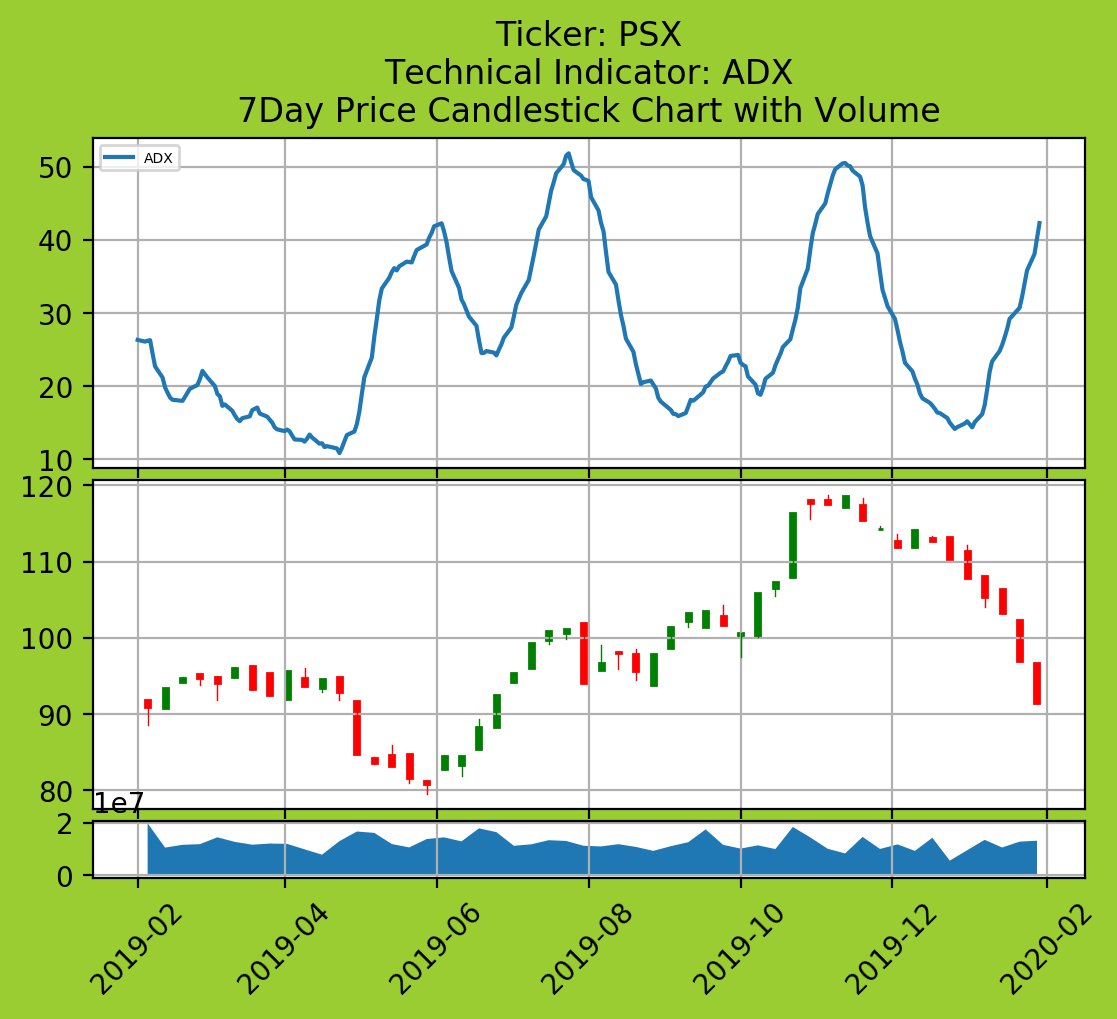 Ticker: PSX
Technical Indicator: ADX
7Day Price Candlestick Chart with Volume
ADX
50
40
30
20
10
120
110
100
90
80
1e7
2
0
2019-02 2019-04 2019-06 2019-08 2019-10 2019-12 2020-02